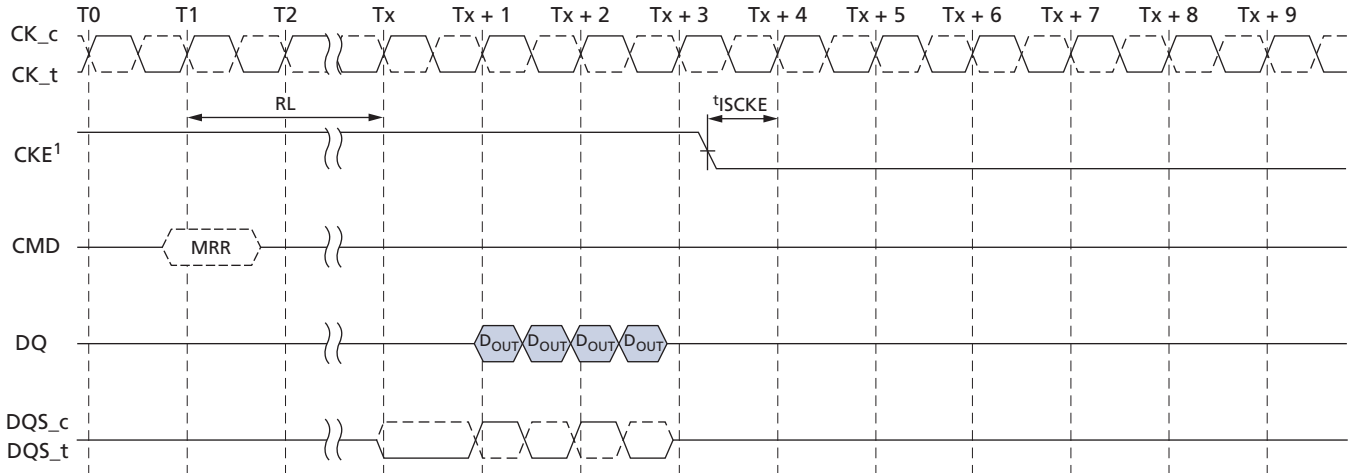 T0 T1 T2 Tx Tx + 1 Tx + 2 Tx + 3 Tx + 4 Tx + 5 Tx + 6 Tx + 7 Tx + 8 Tx + 9
CK_c
CK_t
RL
tISCKE
CKE1
CMD
MRR
DQ
DOUT DOUT DOUT DOUT
DQS_c
DQS_t